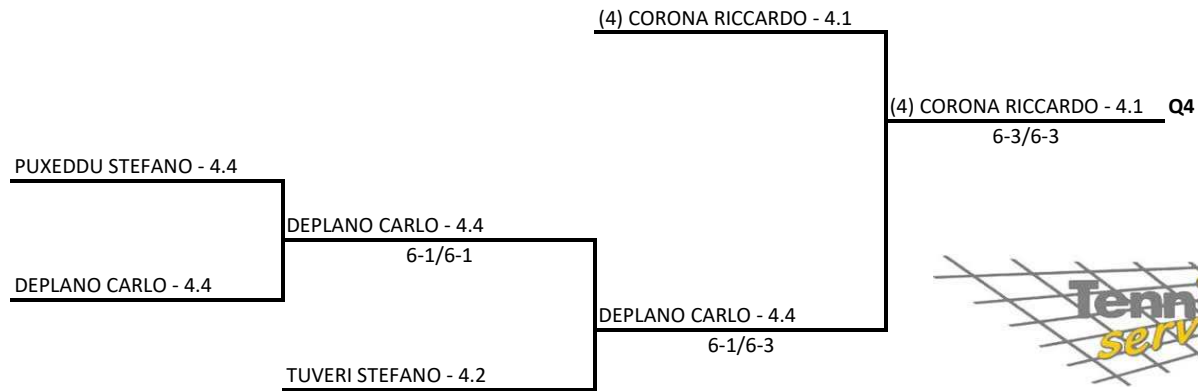 (4) CORONA RICCARDO - 4.1
(4) CORONA RICCARDO - 4.1 Q4
6-3/6-3
PUXEDDU STEFANO - 4.4
DEPLANO CARLO - 4.4
6-1/6-1
DEPLANO CARLO - 4.4
DEPLANO CARLO - 4.4
6-1/6-3
TUVERI STEFANO - 4.2